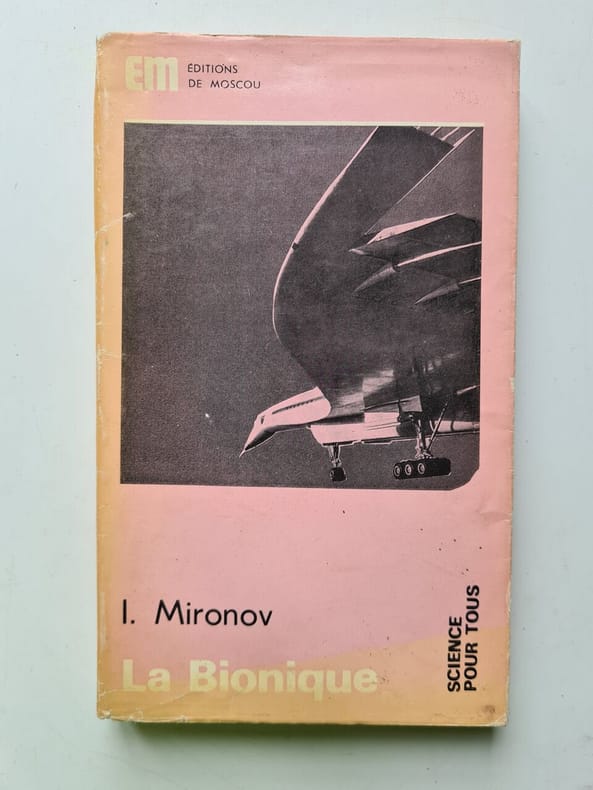 EM
ÉDITIONS
DE MOSCOU
I. Mironov
La Bionique
SCIENCE
POUR TOUS